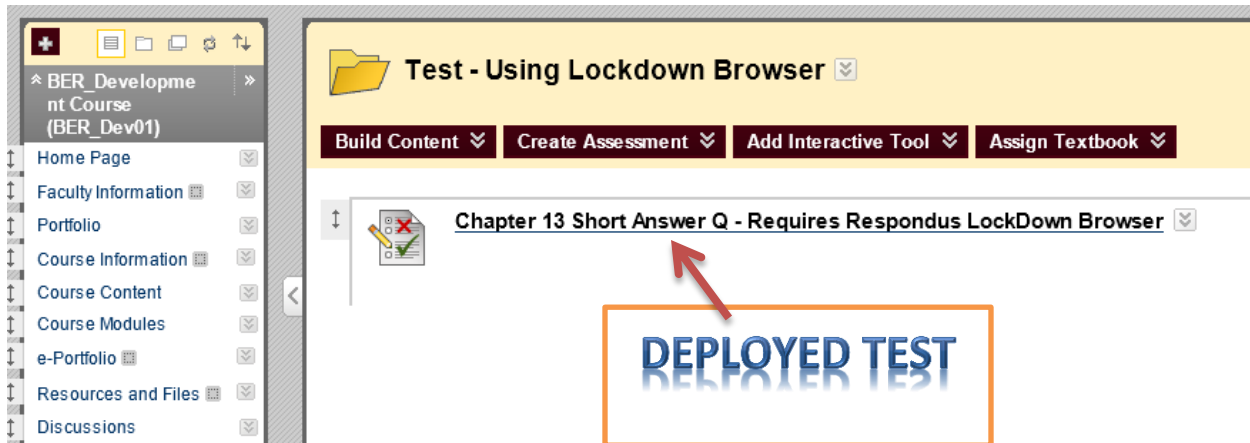 BER_Developme
nt Course
(BER_Dev01)
Home Page
Faculty Information
Portfolio
Course Information
Course Content
Course Modules
e-Portfolio
Resources and Files
Discussions
Test - Using Lockdown Browser
Build Content Create Assessment Add Interactive Tool Assign Textbook
Chapter 13 Short Answer Q - Requires Respondus LockDown Browser
DEPLOYED TEST